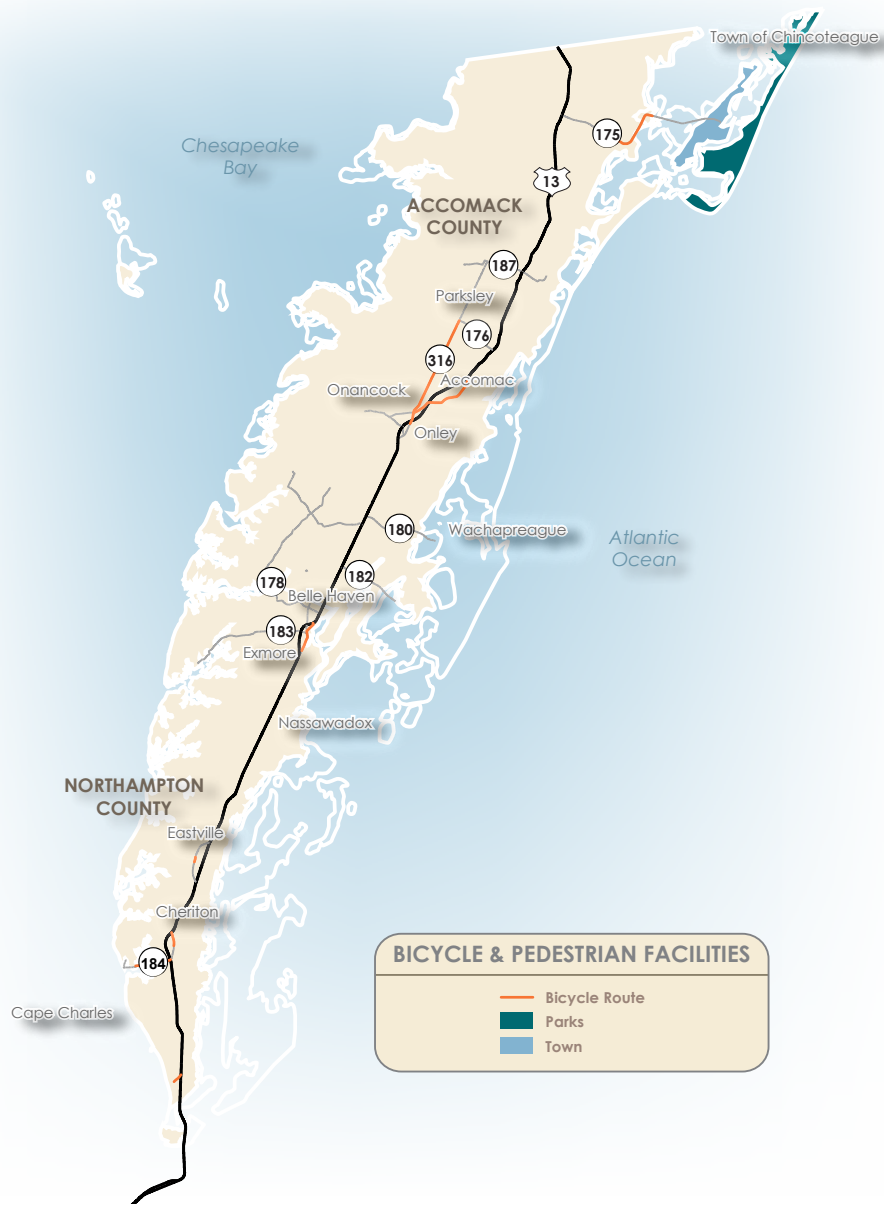 Town of Chincoteague
175
Chesapeake
Bay
13
ACCOMACK
COUNTY
187
Parksley
176
316
Accomac
Onancock
Onley
180
Wachapreague
Atlantic
Ocean
178
182
Belle Haven
183
Exmore
Nassawadox
NORTHAMPTON
COUNTY
Eastville
Cheriton
184
Cape Charles
BICYCLE & PEDESTRIAN FACILITIES
Bicycle Route
Parks
Town